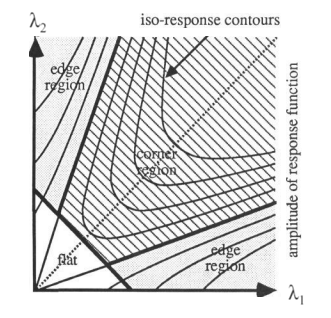 λ2
iso-response contours
edge
region
corner
region
amplitude of response function
flat
edge
region
λ1